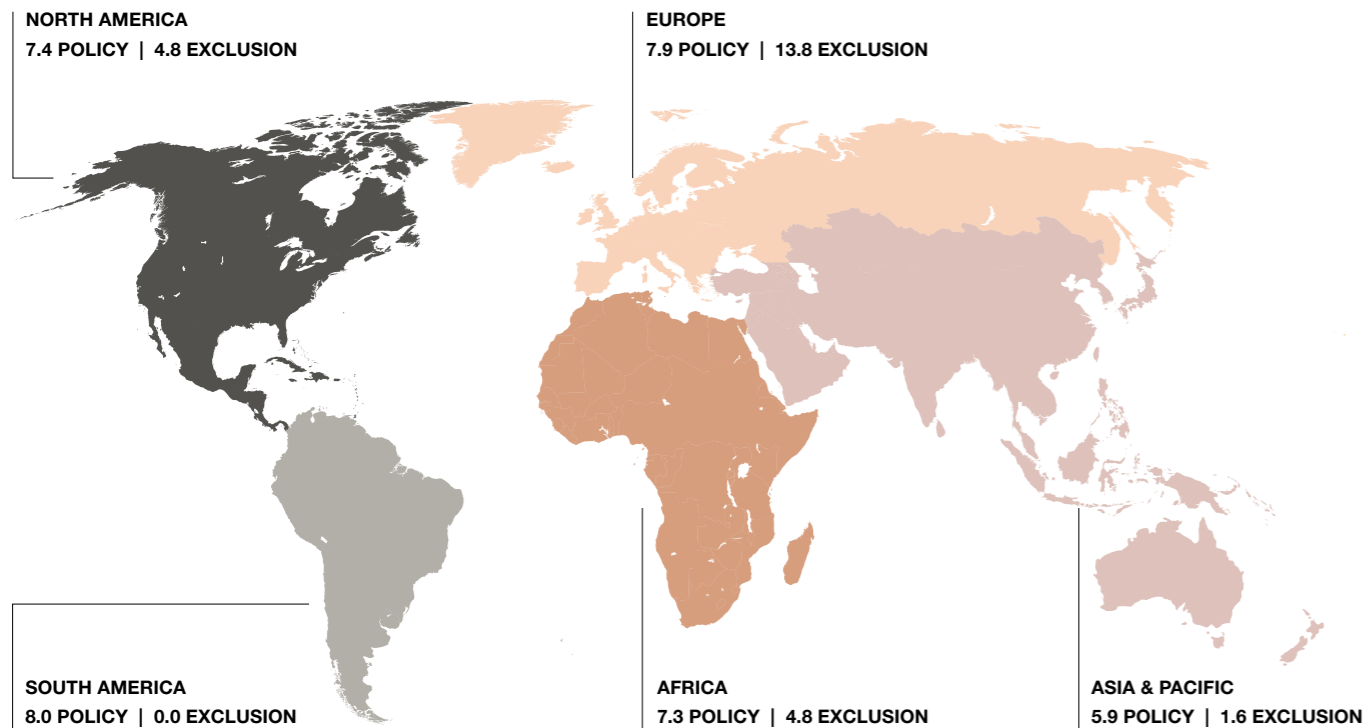 NORTH AMERICA
7.4 POLICY | 4.8 EXCLUSION
EUROPE
7.9 POLICY | 13.8 EXCLUSION
SOUTH AMERICA
8.0 POLICY | 0.0 EXCLUSION
AFRICA
7.3 POLICY | 4.8 EXCLUSION
ASIA & PACIFIC
5.9 POLICY | 1.6 EXCLUSION